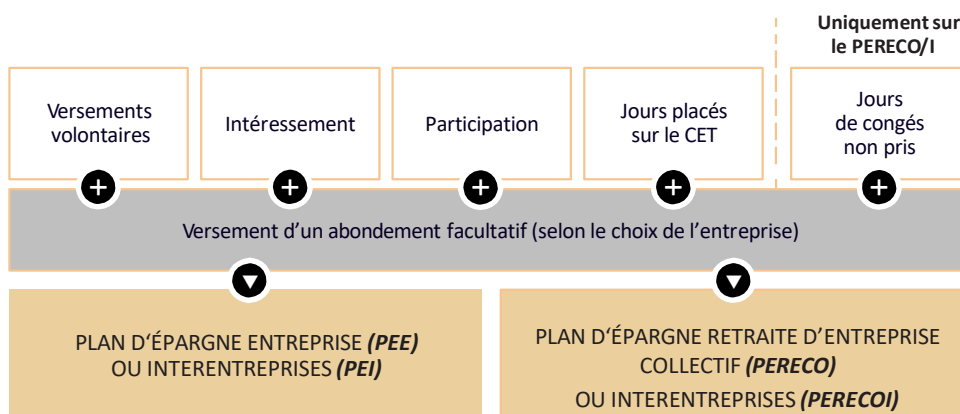 Uniquement sur
le PERECO/I
Versements
volontaires
Intéressement
Participation
Jours placés
sur le CET
Jours
de congés
non pris
Versement d’un abondement facultatif (selon le choix de l’entreprise)
PLAN D‘ÉPARGNE ENTREPRISE (PEE)
OU INTERENTREPRISES (PEI)
PLAN D‘ÉPARGNE RETRAITE D’ENTREPRISE
COLLECTIF (PERECO)
OU INTERENTREPRISES (PERECOI)